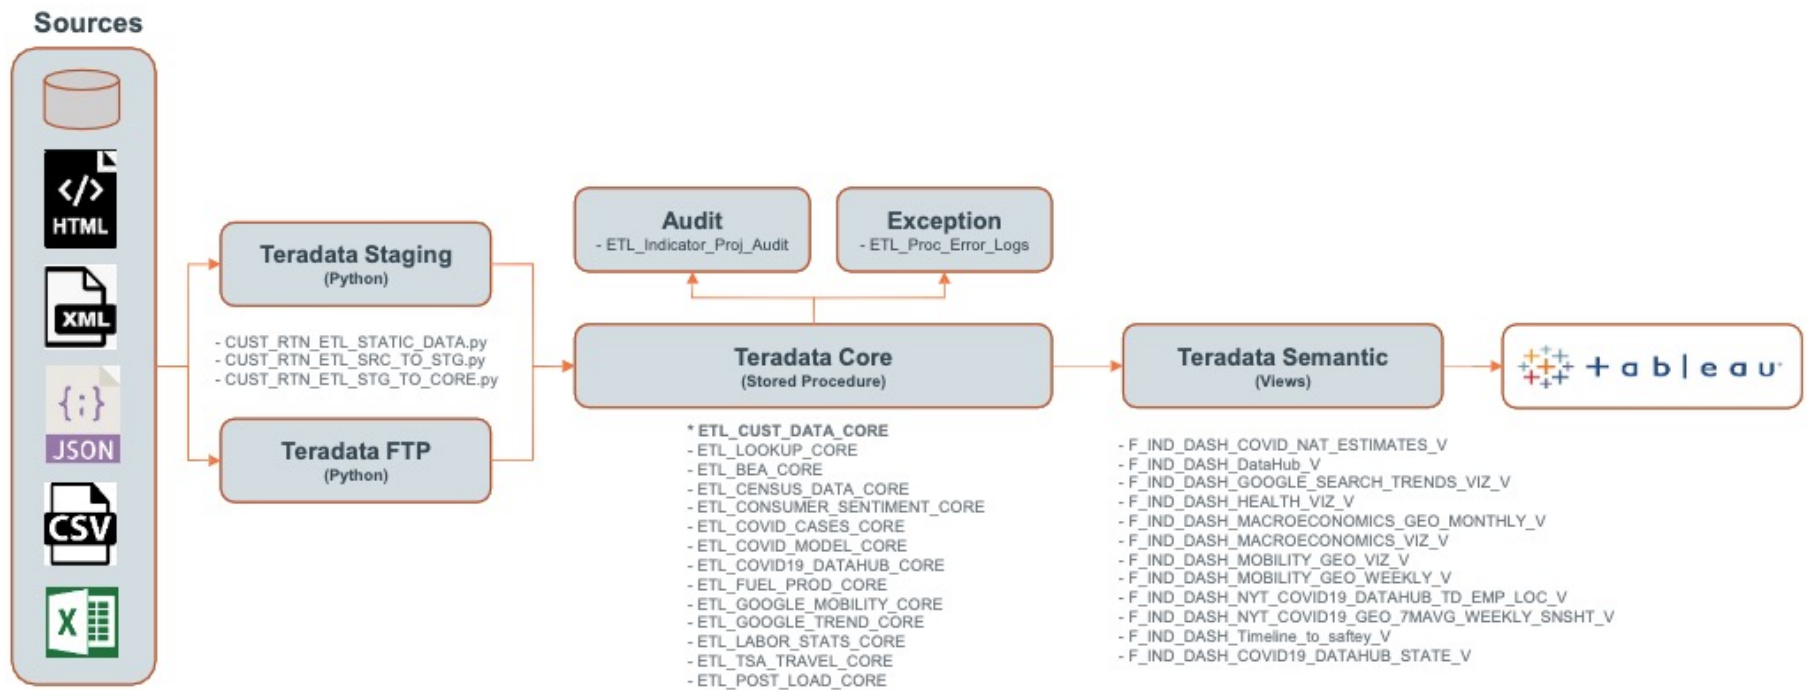 Sources
</>
HTML
XML
{;}
JSON
CSV
X
Teradata Staging
(Python)
- CUST_RTN_ETL_STATIC_DATA.py
- CUST_RTN_ETL_SRC_TO_STG.py
- CUST_RTN_ETL_STG_TO_CORE.py
Teradata FTP
(Python)
Audit
- ETL_Indicator_Proj_Audit
Exception
- ETL_Proc_Error_Logs
Teradata Core
(Stored Procedure)
* ETL_CUST_DATA_CORE
- ETL_LOOKUP_CORE
- ETL_BEA_CORE
- ETL_CENSUS_DATA_CORE
- ETL_CONSUMER_SENTIMENT_CORE
- ETL_COVID_CASES_CORE
- ETL_COVID_MODEL_CORE
- ETL_COVID19_DATAHUB_CORE
- ETL_FUEL_PROD_CORE
- ETL_GOOGLE_MOBILITY_CORE
- ETL_GOOGLE_TREND_CORE
- ETL_LABOR_STATS_CORE
- ETL_TSA_TRAVEL_CORE
- ETL_POST_LOAD_CORE
Teradata Semantic
(Views)
- F_IND_DASH_COVID_NAT_ESTIMATES_V
- F_IND_DASH_DataHub_V
- F_IND_DASH_GOOGLE_SEARCH_TRENDS_VIZ_V
- F_IND_DASH_HEALTH_VIZ_V
- F_IND_DASH_MACROECONOMICS_GEO_MONTHLY_V
- F_IND_DASH_MACROECONOMICS_VIZ_V
- F_IND_DASH_MOBILITY_GEO_VIZ_V
- F_IND_DASH_MOBILITY_GEO_WEEKLY_V
- F_IND_DASH_NYT_COVID19_DATAHUB_TD_EMP_LOC_V
- F_IND_DASH_NYT_COVID19_GEO_7MAVG_WEEKLY_SNSHT_V
- F_IND_DASH_Timeline_to_saftey_V
- F_IND_DASH_COVID19_DATAHUB_STATE_V
+ableau